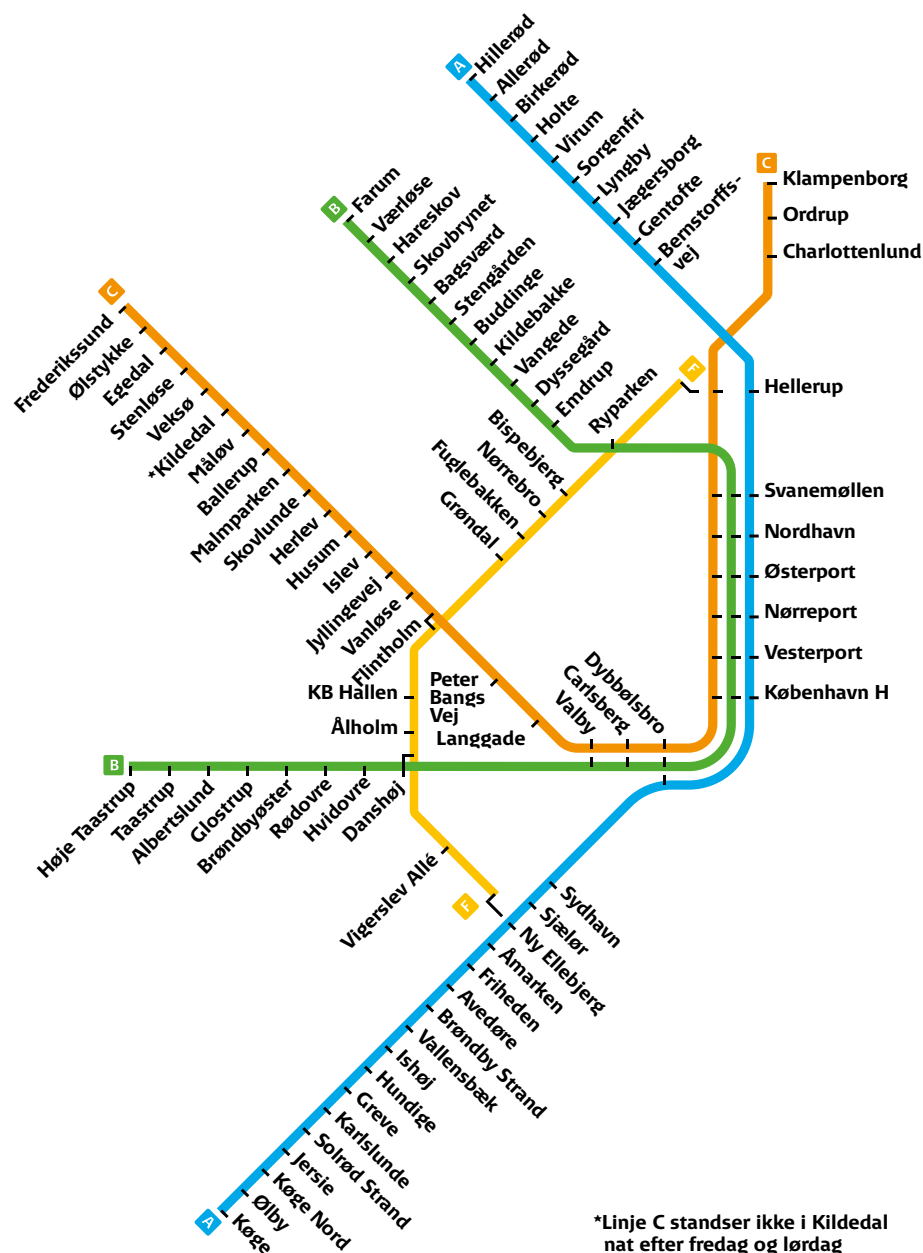 A
Hillerød
Allerød
Birkerød
Holte
Virum
Sorgenfri
Lyngby
Jægersborg
Gentofte
Bernstorffs-
vej
C
Klampenborg
Ordrup
Charlottenlund
B
Farum
Værløse
Hareskov
Skovbrynet
Bagsværd
Stengården
Buddinge
Kildebakke
Vangede
Dyssegård
Emdrup
Ryparken
C
Frederikssund
Ølstykke
Egedal
Stenløse
Veksø
*Kildedal
Måløv
Ballerup
Malmparken
Skovlunde
Herlev
Husum
Islev
Jyllingevej
Vanløse
Flintholm
F
Bispebjerg
Nørrebro
Fuglebakken
Grøndal
Hellerup
Svanemøllen
Nordhavn
Østerport
Nørreport
Vesterport
København H
KB Hallen
Ålholm
Peter
Bangs
Vej
Langgade
Valby
Carlsberg
Dybbølsbro
B
Høje Taastrup
Taastrup
Albertslund
Glostrup
Brøndbyøster
Rødovre
Hvidovre
Danshøj
Vigerslev Allé
F
Sydhavn
Sjælør
Ny Ellebjerg
Åmarken
Friheden
Avedøre
Brøndby Strand
Vallensbæk
Ishøj
Hundige
Greve
Karlslunde
Solrød Strand
Jersie
Køge Nord
Ølby
Køge
A
*Linje C standser ikke i Kildedal
nat efter fredag og lørdag